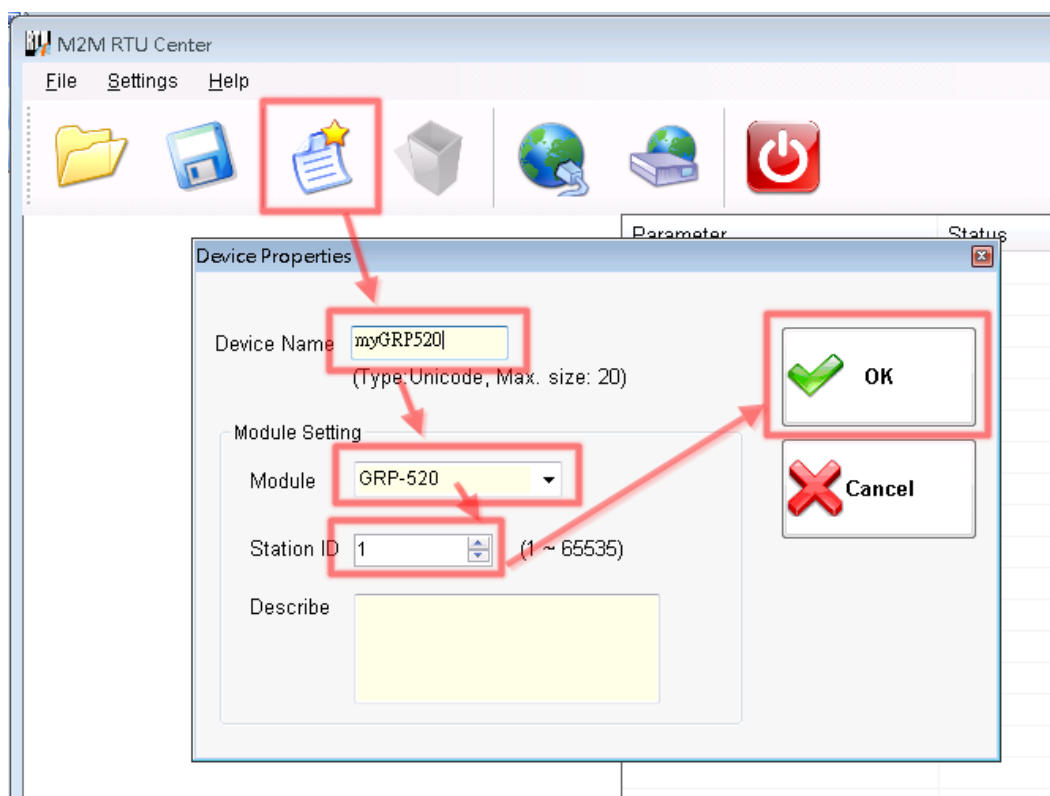 M2M RTU Center
File Settings Help
Parameter Status
Device Properties
Device Name myGRP520
(Type:Unicode, Max. size: 20)
OK
Module Setting
Module GRP-520
Cancel
Station ID 1 (1 ~ 65535)
Describe